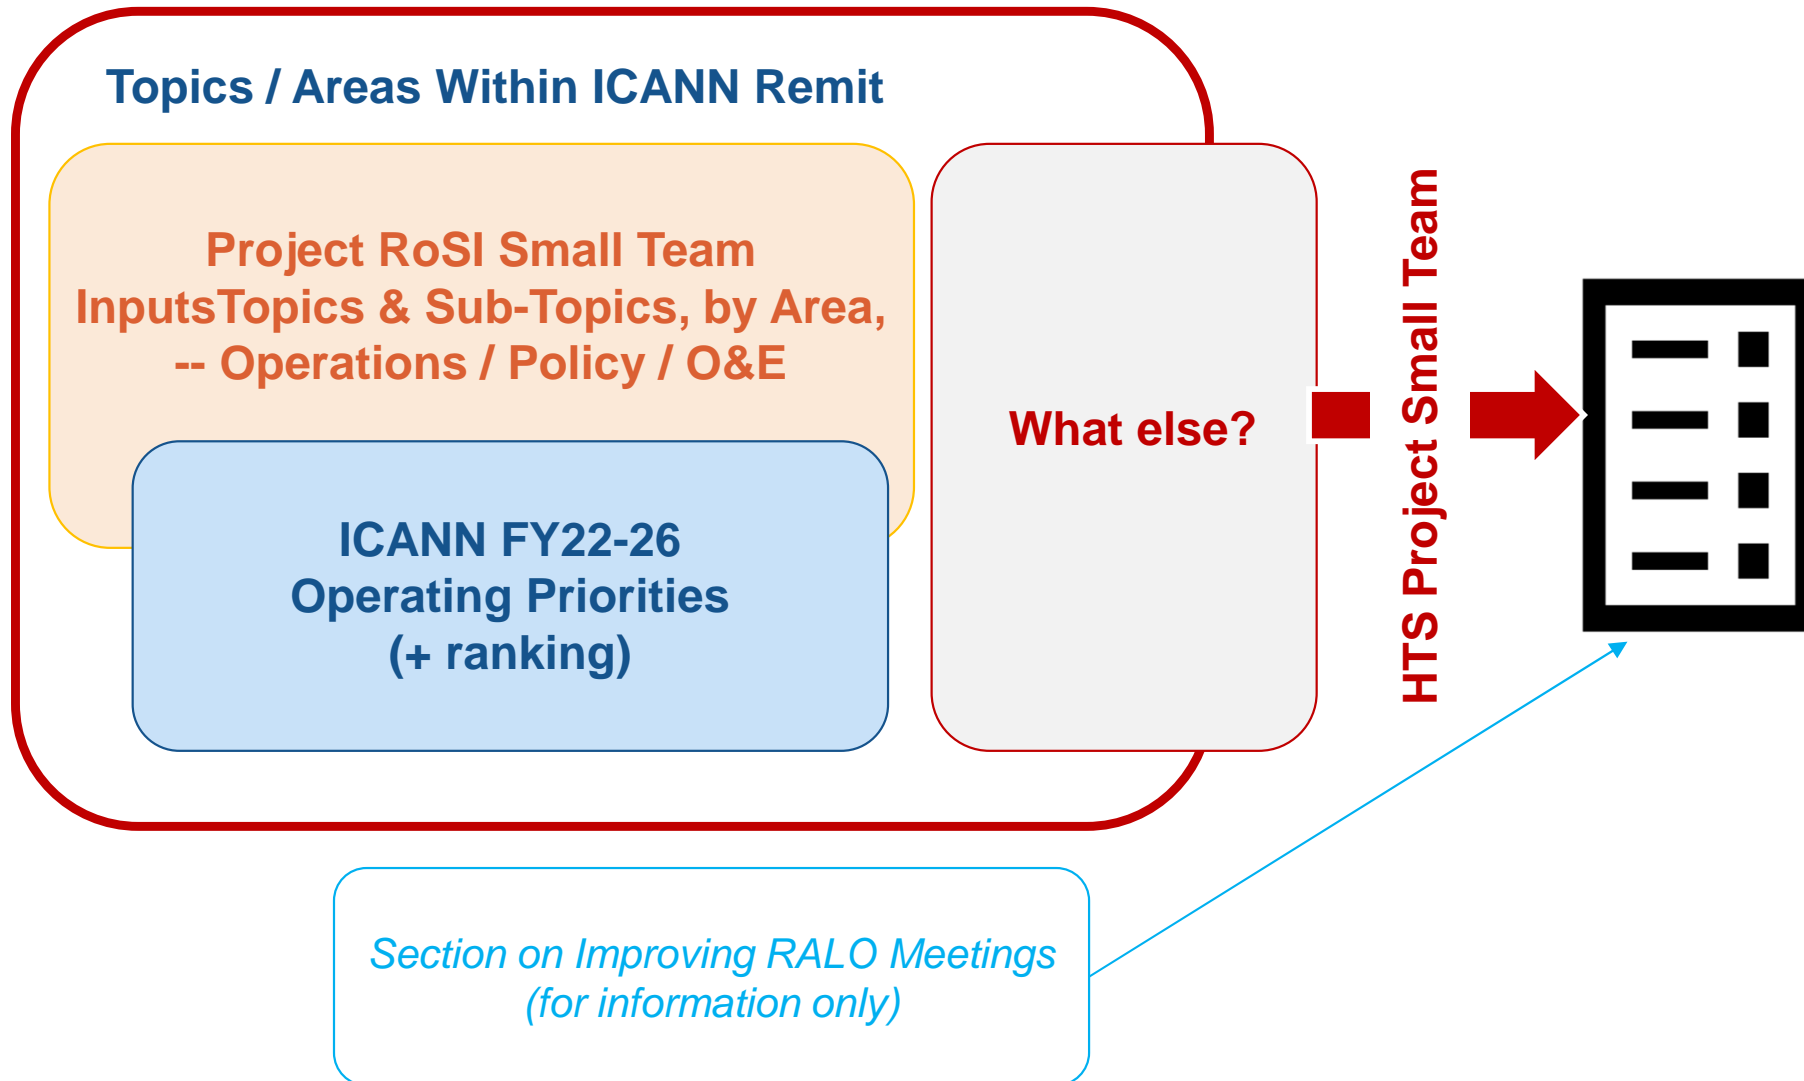 Topics / Areas Within ICANN Remit
Project RoSI Small Team
InputsTopics & Sub-Topics, by Area,
-- Operations / Policy / O&E
ICANN FY22-26
Operating Priorities
(+ ranking)
What else?
HTS Project Small Team
Section on Improving RALO Meetings
(for information only)